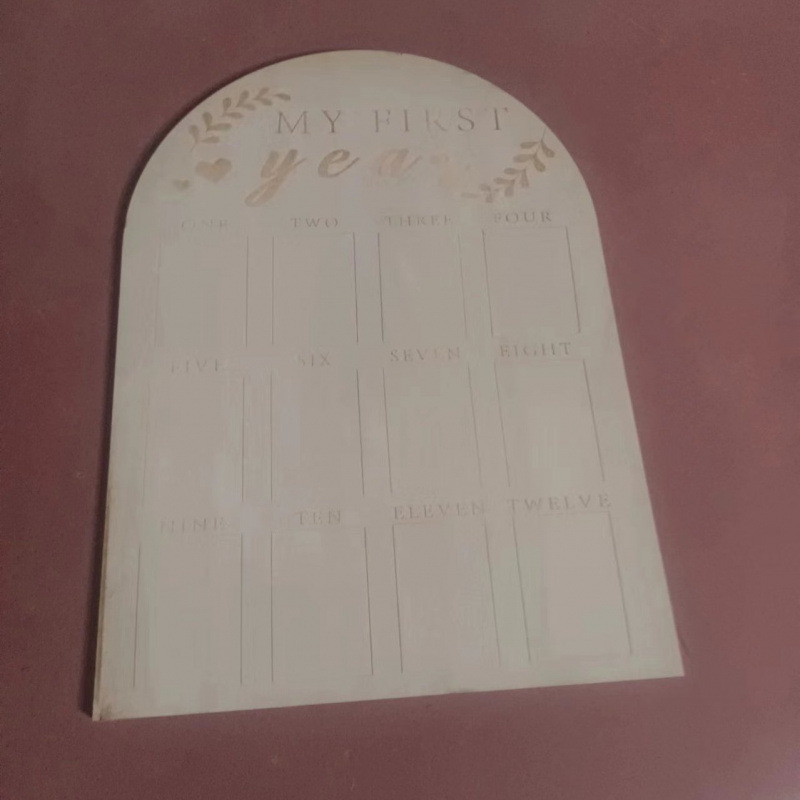 MY FIRST
year
ONE TWO THREE FOUR
FIVE SIX SEVEN EIGHT
NINE TEN ELEVEN TWELVE